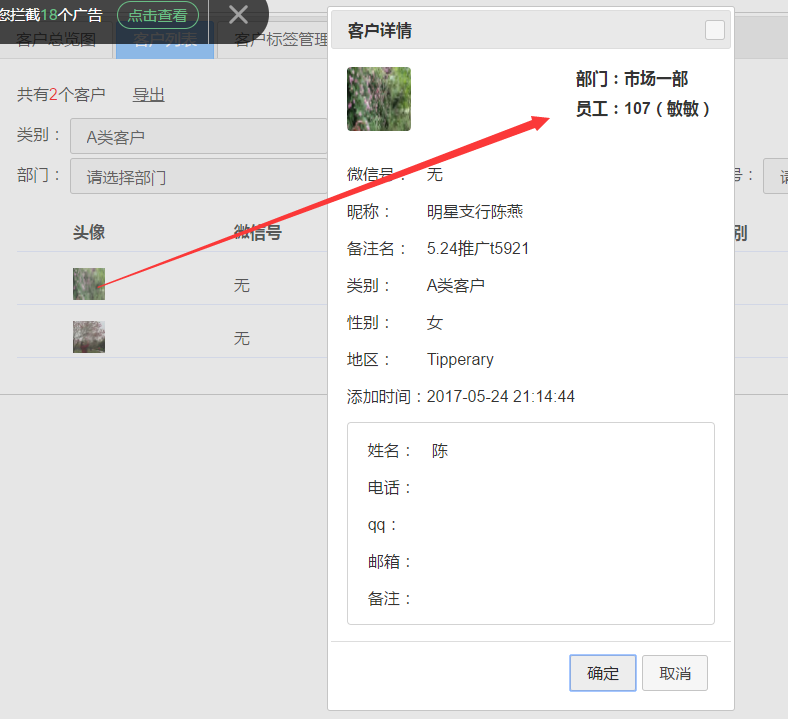 您拦截18个广告 点击查看
客户总览图 客户列表 客户标签管理
共有2个客户 导出
类别： A类客户
部门： 请选择部门
号： 请
头像 微信号 别
无
无
客户详情
部门：市场一部
员工：107（敏敏）
微信号： 无
昵称： 明星支行陈燕
备注名： 5.24推广t5921
类别： A类客户
性别： 女
地区： Tipperary
添加时间：2017-05-24 21:14:44
姓名： 陈
电话：
qq：
邮箱：
备注：
确定 取消